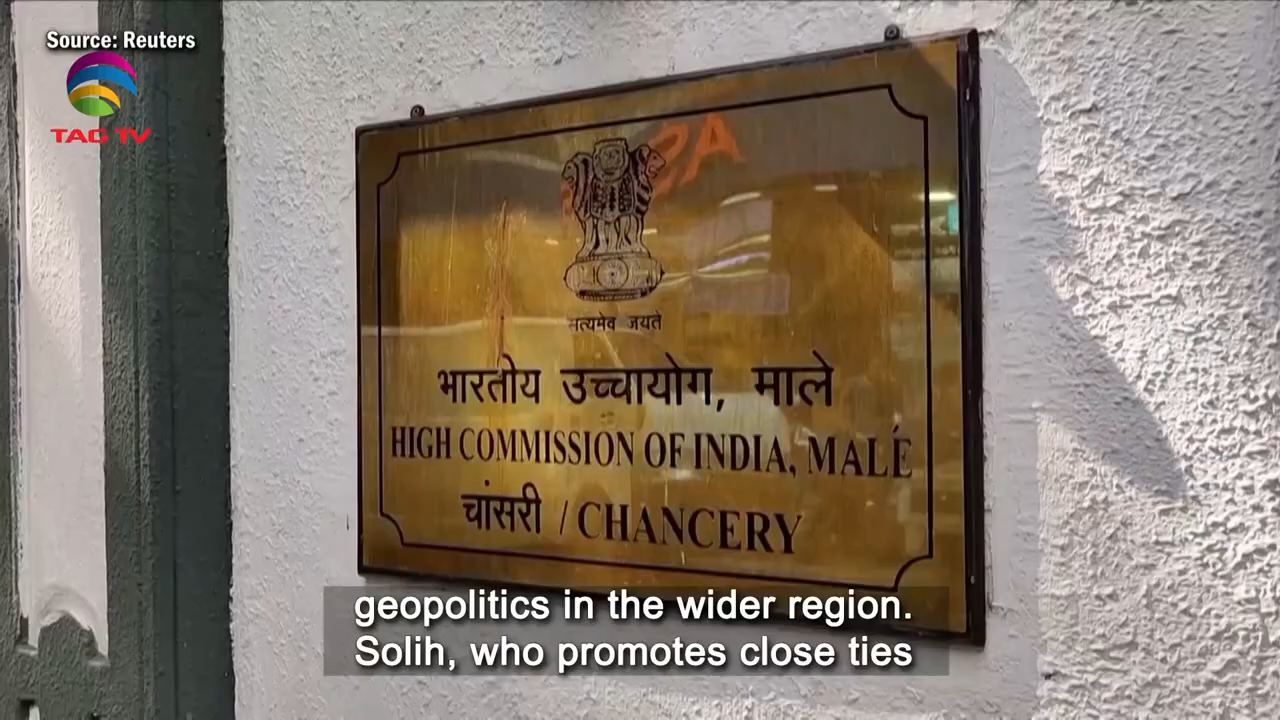 Source: Reuters
TAG TV
सत्यमेव जयते
भारतीय उच्चायोग, माले
HIGH COMMISSION OF INDIA, MALÉ
चांसरी / CHANCERY
geopolitics in the wider region.
Solih, who promotes close ties